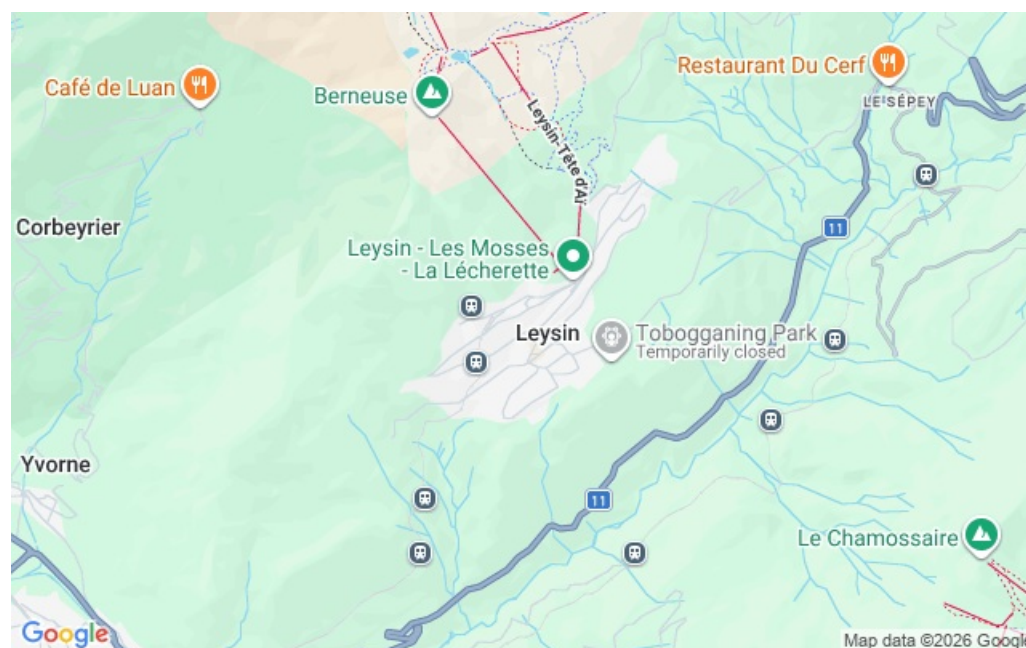 Café de Luan
Restaurant Du Cerf
Berneuse
LE SÉPEY
Leysin-Tête d'Aï
Corbeyrier
11
Leysin - Les Mosses
- La Lécherette
Leysin
Tobogganing Park
Temporarily closed
Yvorne
11
Le Chamossaire
Google
Map data ©2026 Google